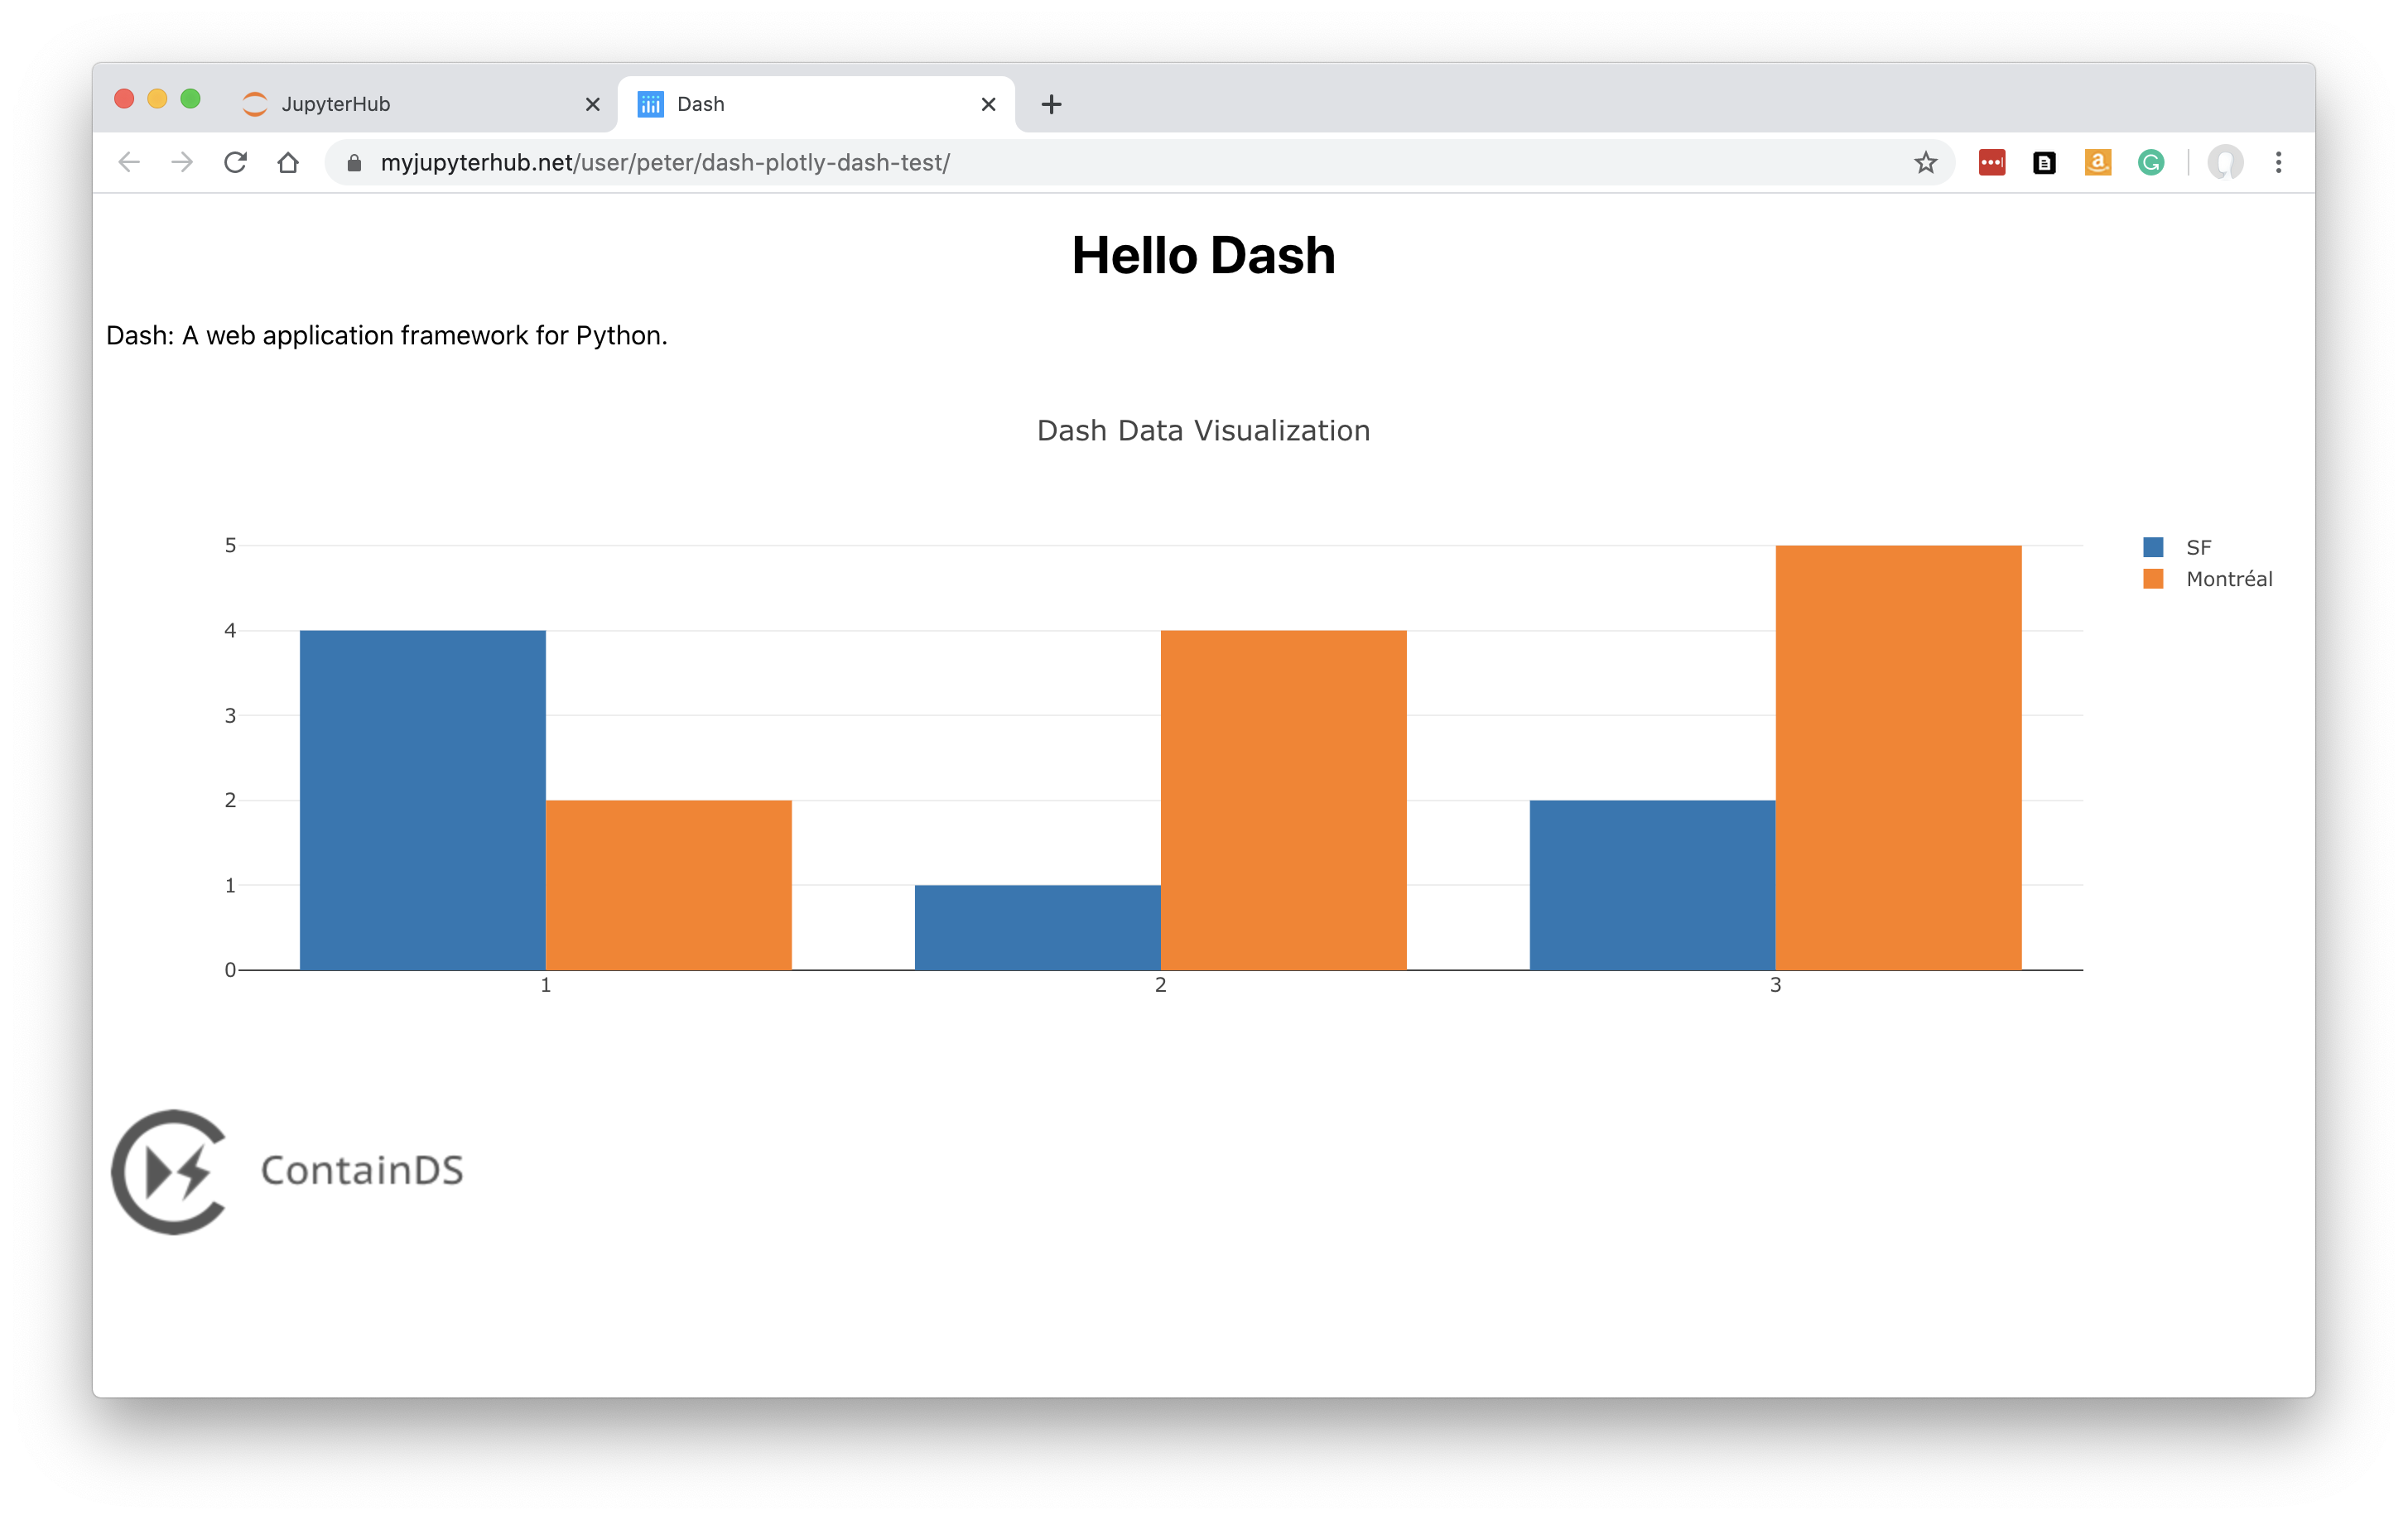 JupyterHub
Dash
myjupyterhub.net/user/peter/dash-plotly-dash-test/
Hello Dash
Dash: A web application framework for Python.
Dash Data Visualization
5
4
3
2
1
0
1 2 3
SF
Montréal
ContainDS